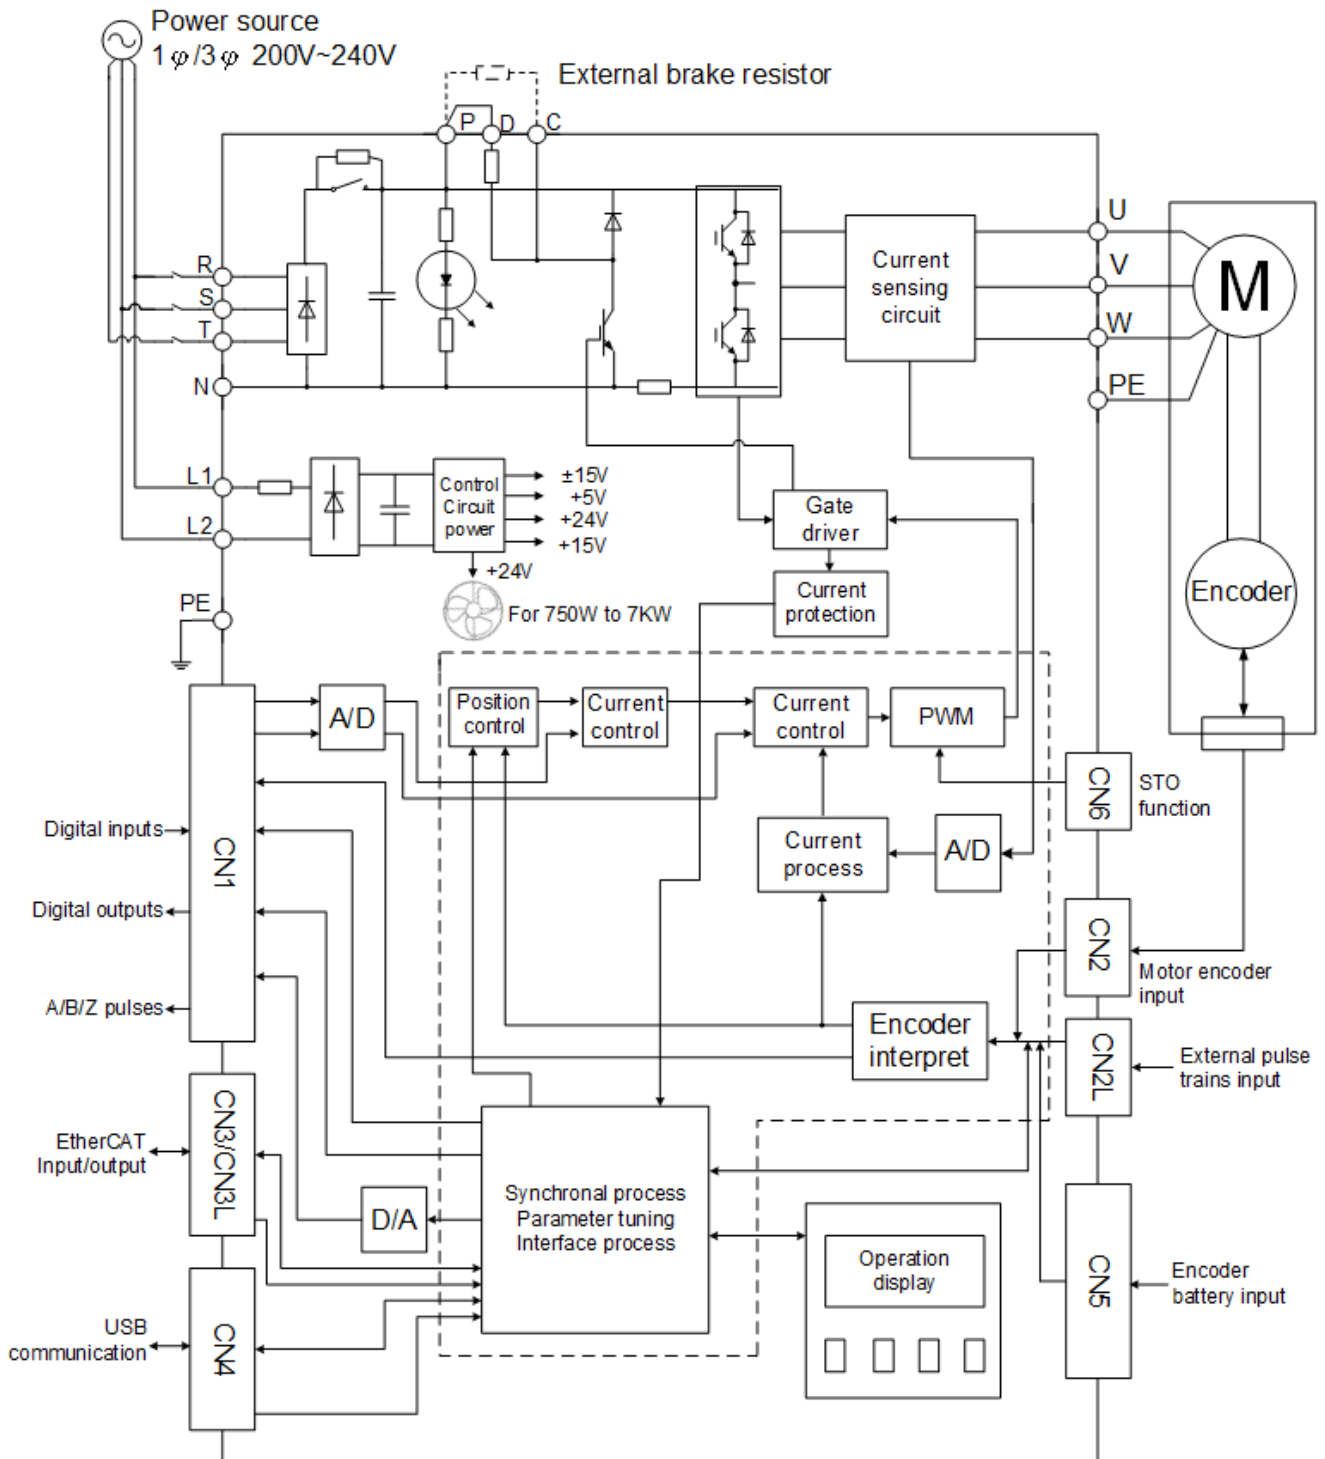 Power source
1φ/3φ 200V~240V
External brake resistor
P
D
C
R
S
T
N
U
V
W
PE
Current
sensing
circuit
M
L1
L2
Control
Circuit
power
±15V
+5V
+24V
+15V
+24V
For 750W to 7KW
Gate
driver
Current
protection
Encoder
PE
A/D
Position
control
Current
control
Current
control
PWM
CN6
STO
function
Current
process
A/D
CN1
Digital inputs
Digital outputs
A/B/Z pulses
CN2
Motor encoder
input
Encoder
interpret
CN2L
External pulse
trains input
CN3/CN3L
EtherCAT
Input/output
D/A
Synchronal process
Parameter tuning
Interface process
Operation
display
CN5
Encoder
battery input
CN4
USB
communication